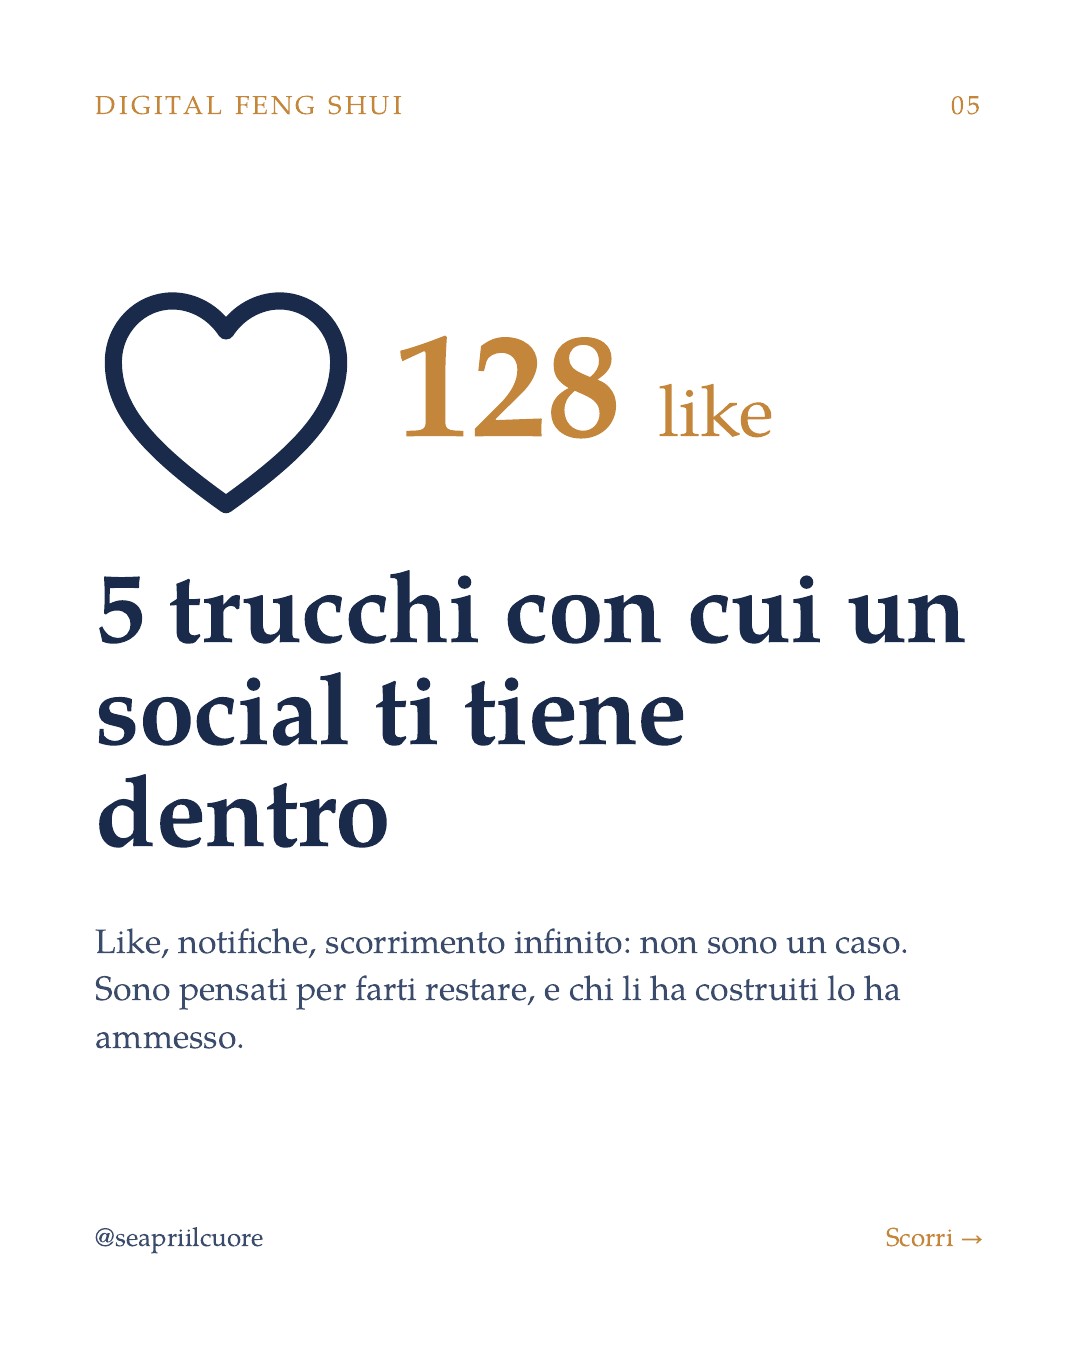 DIGITAL FENG SHUI
05
128 like
5 trucchi con cui un
social ti tiene
dentro
Like, notifiche, scorrimento infinito: non sono un caso.
Sono pensati per farti restare, e chi li ha costruiti lo ha
ammesso.
@seapriilcuore
Scorri →